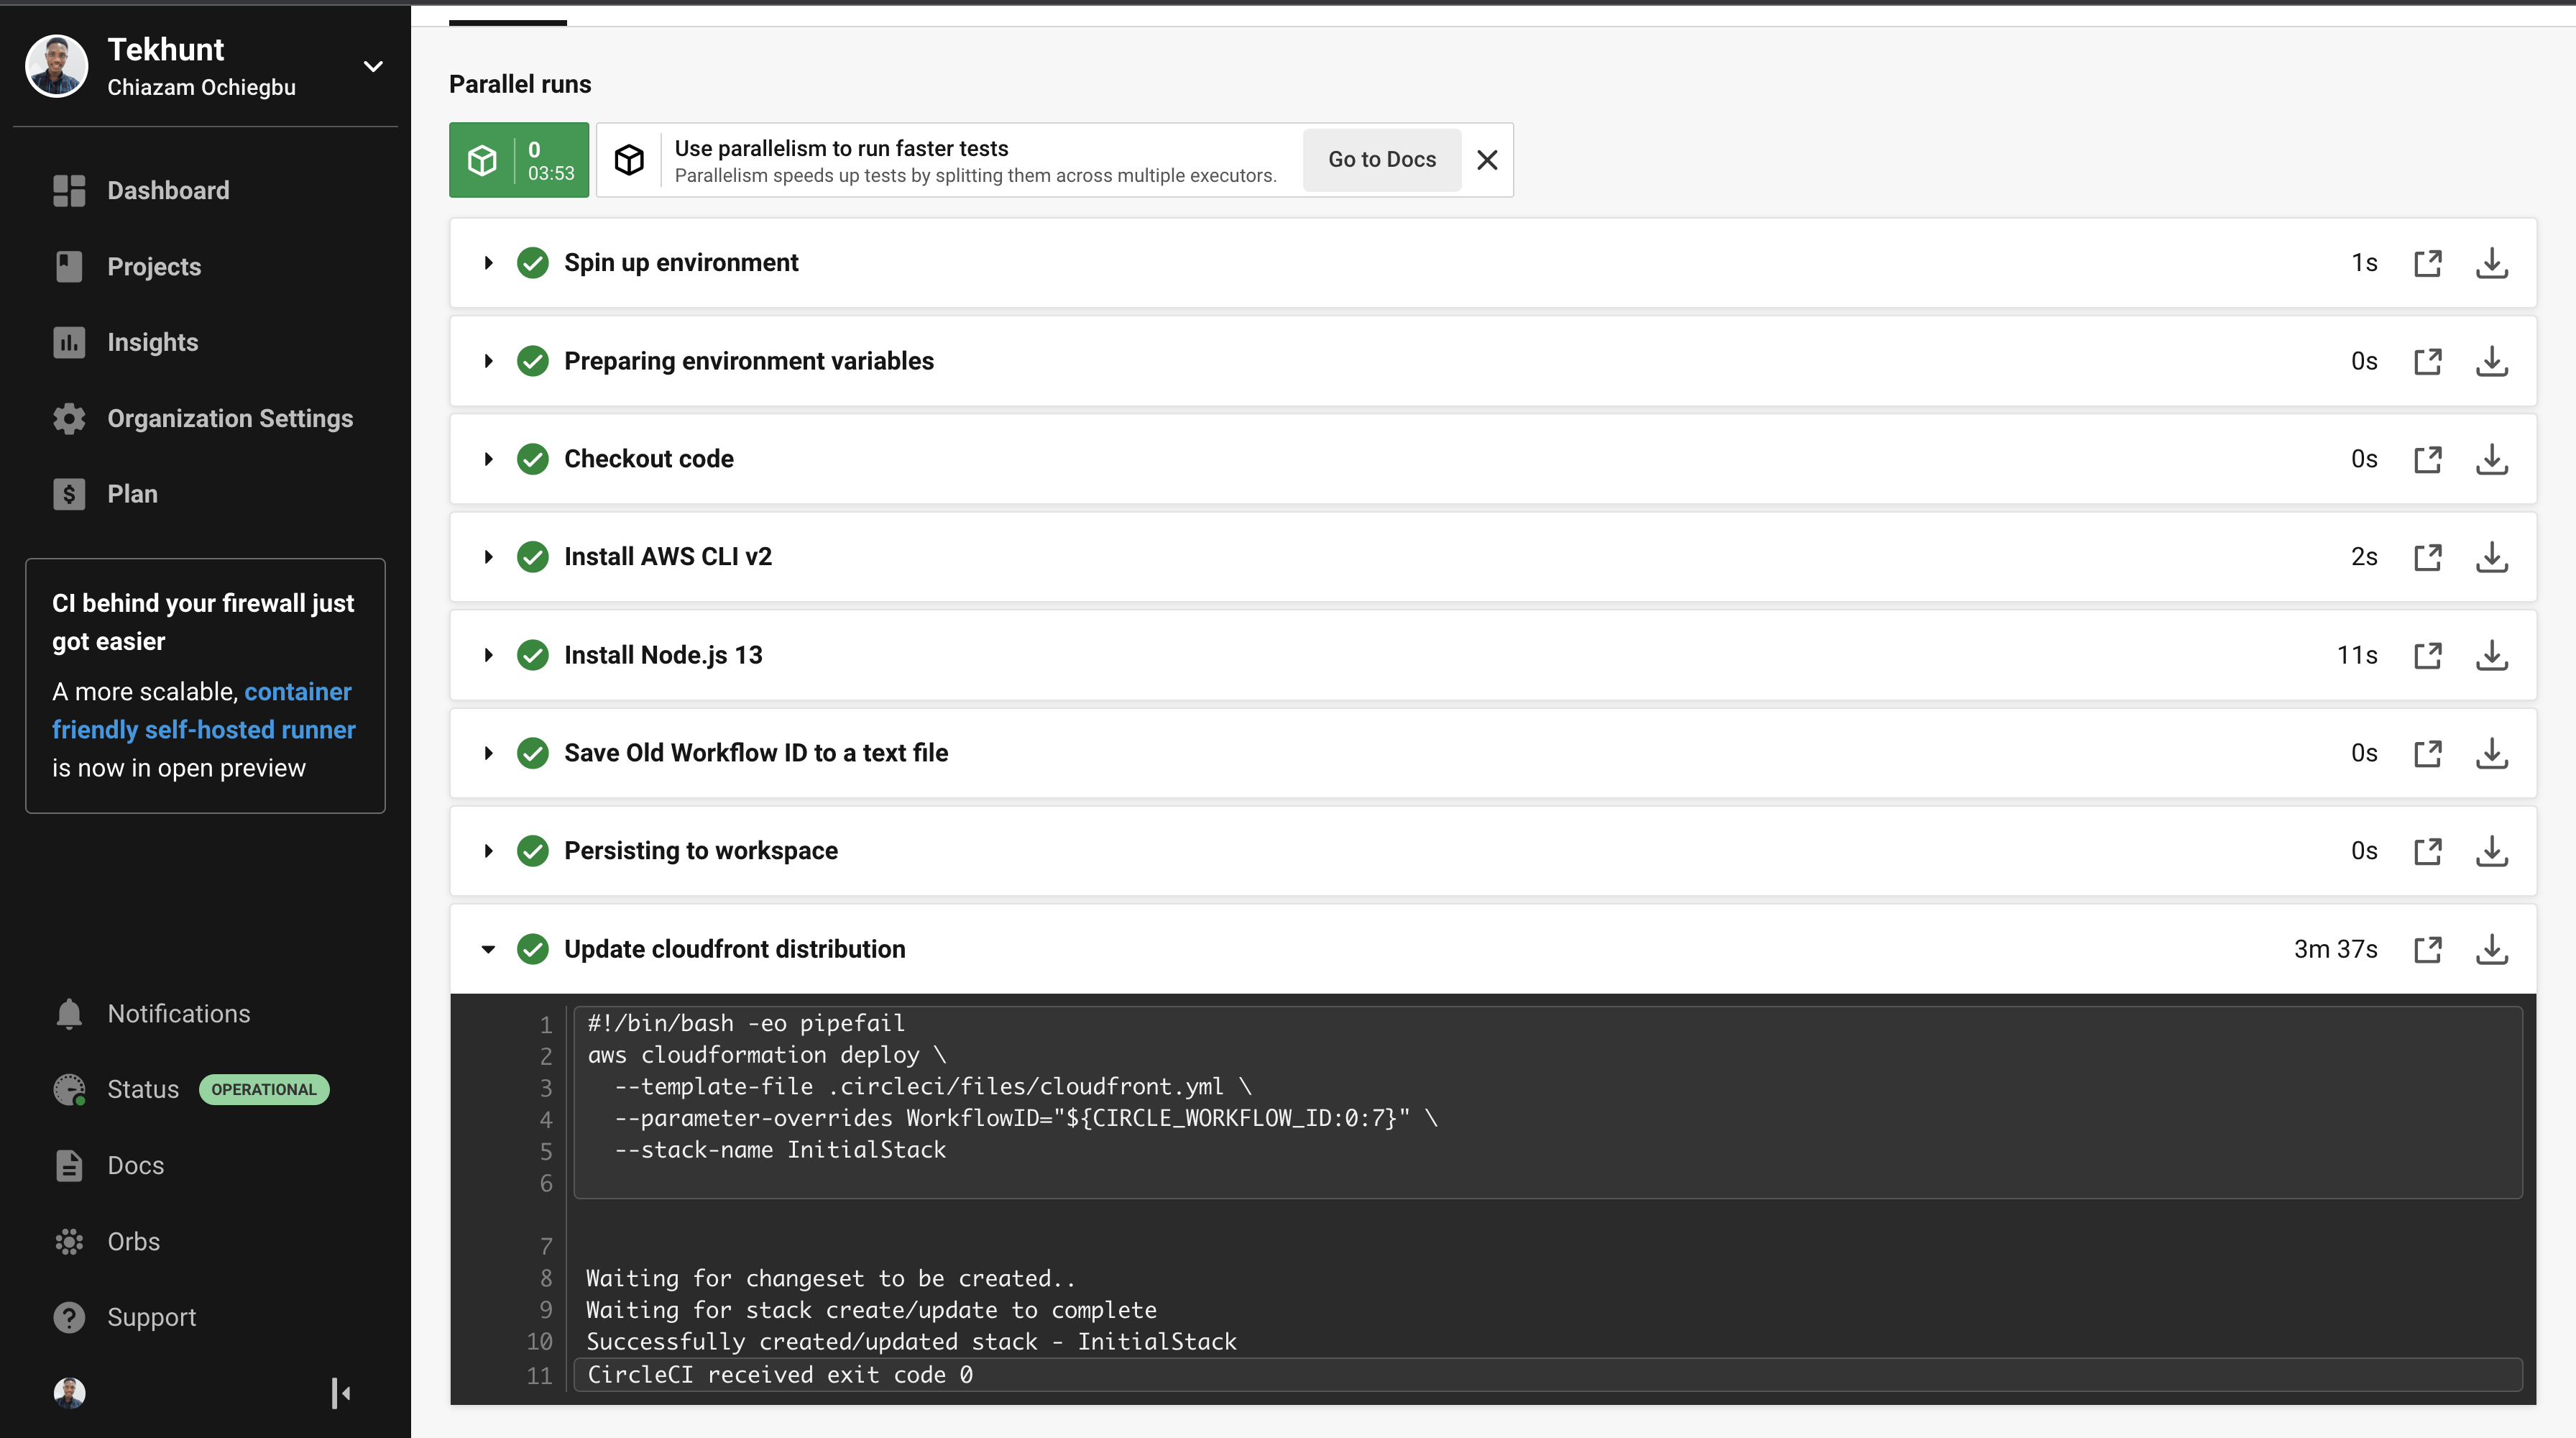 Tekhunt
Chiazam Ochiegbu
Dashboard
Projects
Insights
Organization Settings
Plan
CI behind your firewall just
got easier
A more scalable, container
friendly self-hosted runner
is now in open preview
Notifications
Status OPERATIONAL
Docs
Orbs
Support
Parallel runs
0
03:53
Use parallelism to run faster tests
Parallelism speeds up tests by splitting them across multiple executors.
Go to Docs
Spin up environment 1s
Preparing environment variables 0s
Checkout code 0s
Install AWS CLI v2 2s
Install Node.js 13 11s
Save Old Workflow ID to a text file 0s
Persisting to workspace 0s
Update cloudfront distribution 3m 37s
1 #!/bin/bash -eo pipefail
2 aws cloudformation deploy \
3   --template-file .circleci/files/cloudfront.yml \
4   --parameter-overrides WorkflowID="${CIRCLE_WORKFLOW_ID:0:7}" \
5   --stack-name InitialStack
6
7
8 Waiting for changeset to be created..
9 Waiting for stack create/update to complete
10 Successfully created/updated stack - InitialStack
11 CircleCI received exit code 0